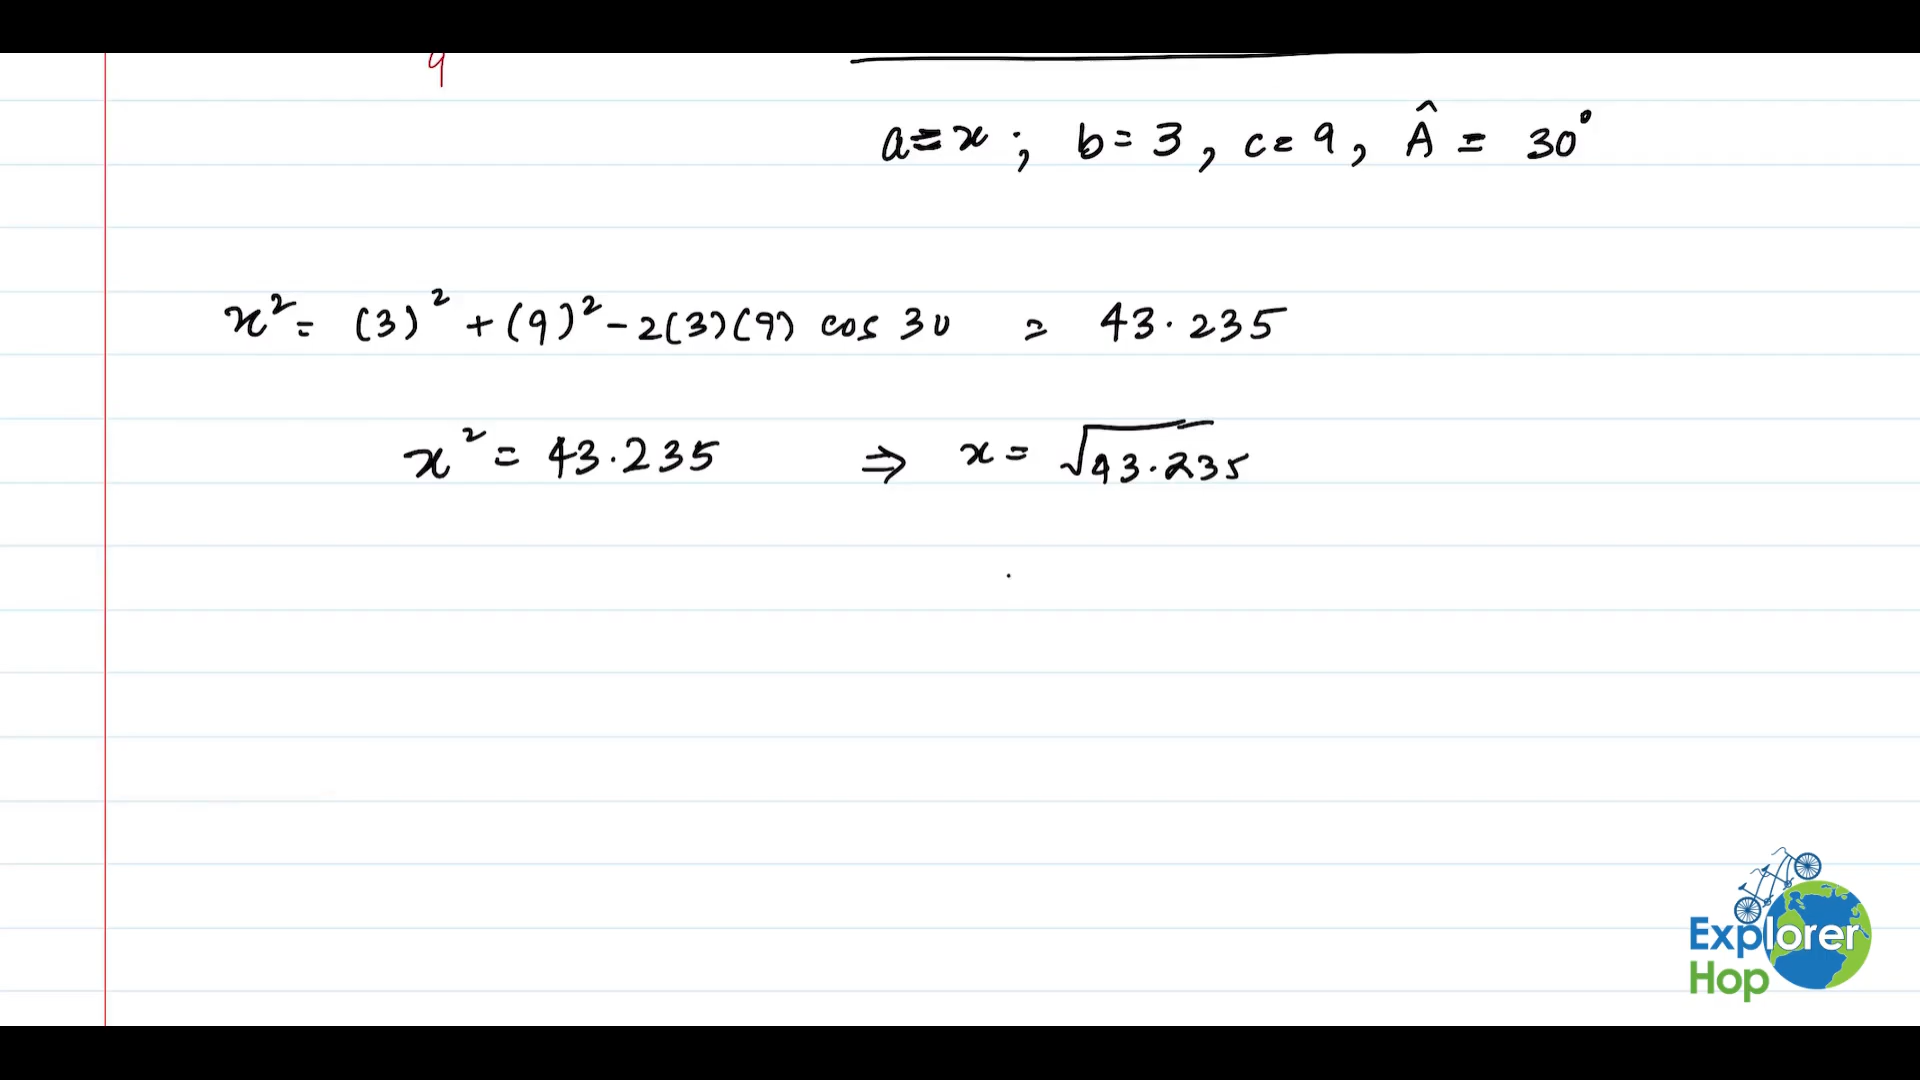 9
a = x ; b = 3 , c = 9 , Â = 30°
x² = (3)² + (9)² - 2(3)(9) cos 30 = 43.235
x² = 43.235 ⇒ x = √43.235
Explorer
Hop